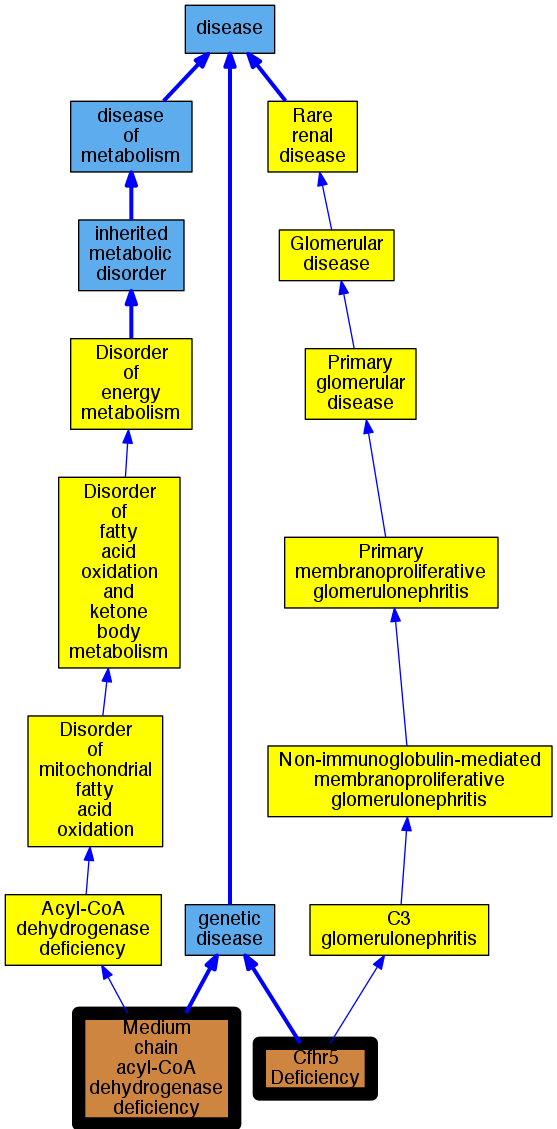 disease
disease
of
metabolism
Rare
renal
disease
inherited
metabolic
disorder
Glomerular
disease
Disorder
of
energy
metabolism
Primary
glomerular
disease
Disorder
of
fatty
acid
oxidation
and
ketone
body
metabolism
Primary
membranoproliferative
glomerulonephritis
Disorder
of
mitochondrial
fatty
acid
oxidation
Non-immunoglobulin-mediated
membranoproliferative
glomerulonephritis
Acyl-CoA
dehydrogenase
deficiency
genetic
disease
C3
glomerulonephritis
Medium
chain
acyl-CoA
dehydrogenase
deficiency
Cfhr5
Deficiency